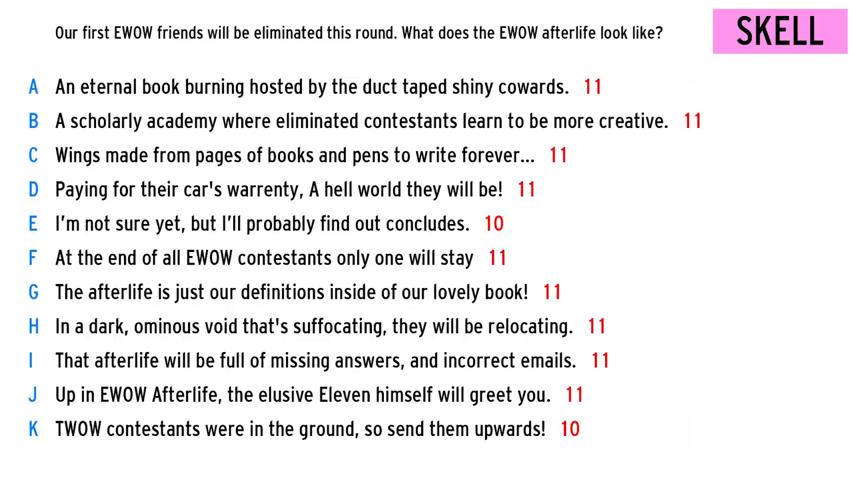 Our first EWOW friends will be eliminated this round. What does the EWOW afterlife look like?
SKELL
A An eternal book burning hosted by the duct taped shiny cowards. 11
B A scholarly academy where eliminated contestants learn to be more creative. 11
C Wings made from pages of books and pens to write forever... 11
D Paying for their car's warrenty, A hell world they will be! 11
E I'm not sure yet, but I'll probably find out concludes. 10
F At the end of all EWOW contestants only one will stay 11
G The afterlife is just our definitions inside of our lovely book! 11
H In a dark, ominous void that's suffocating, they will be relocating. 11
I That afterlife will be full of missing answers, and incorrect emails. 11
J Up in EWOW Afterlife, the elusive Eleven himself will greet you. 11
K TWOW contestants were in the ground, so send them upwards! 10